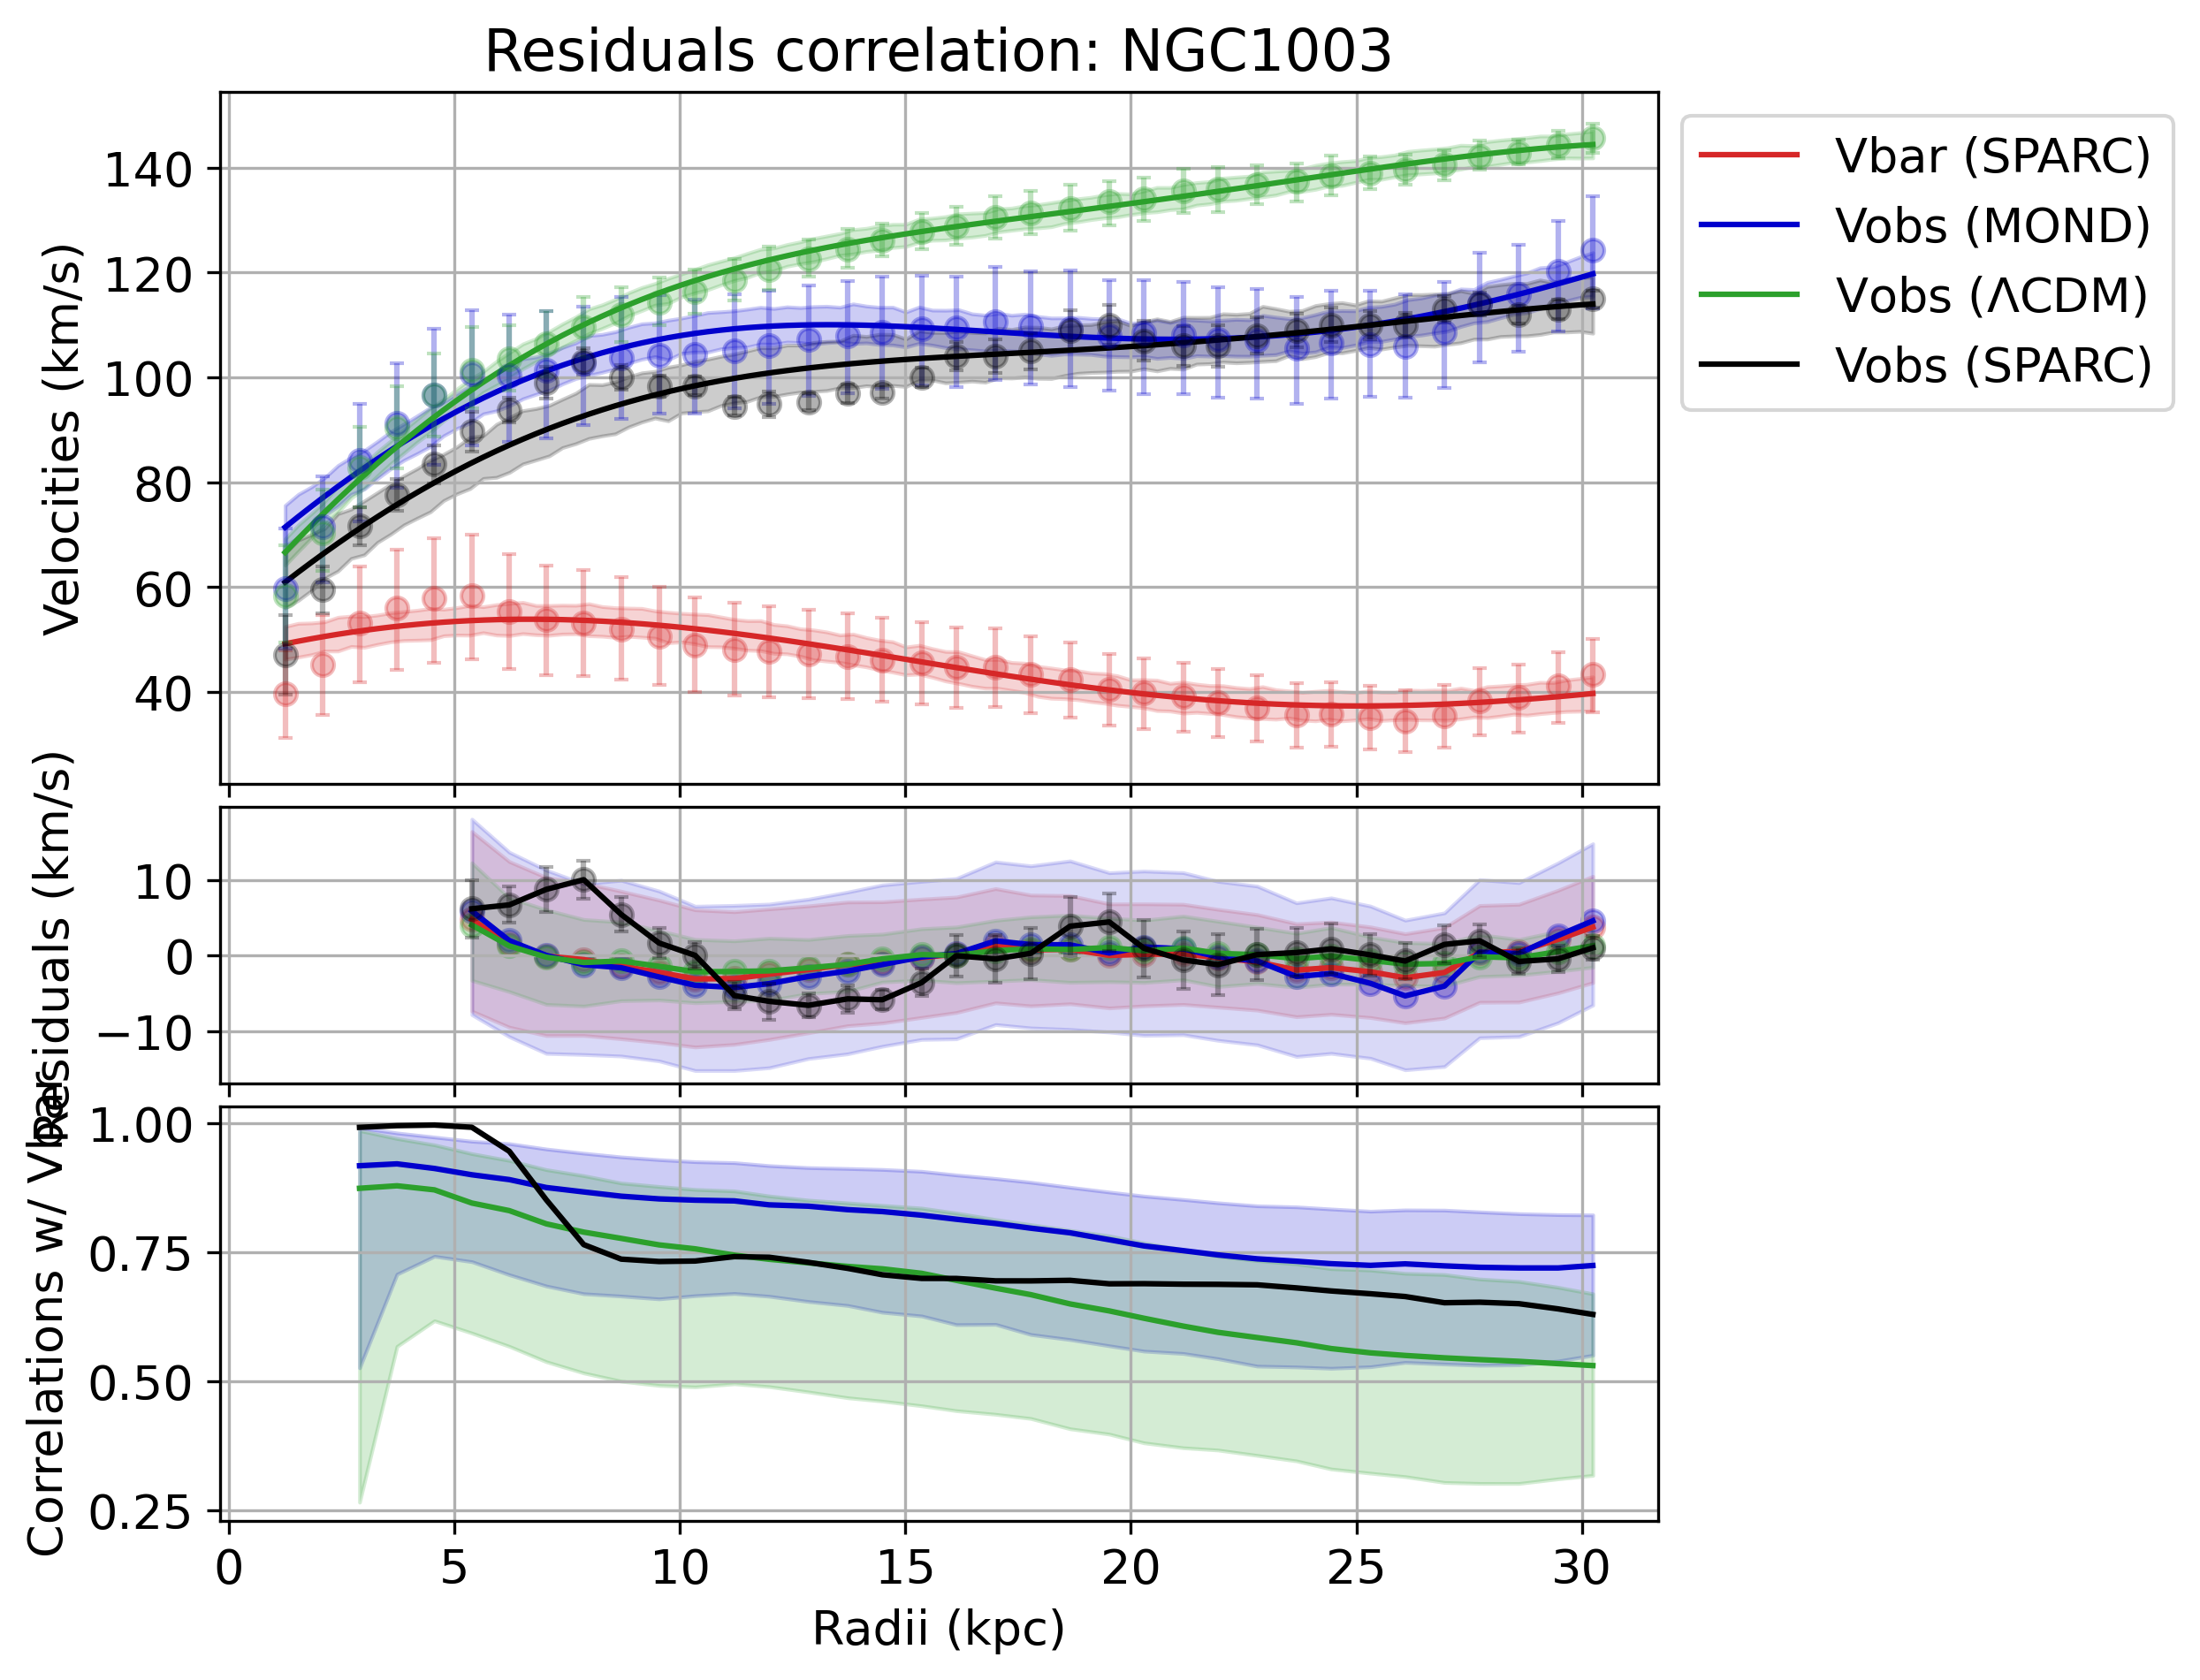 Residuals correlation: NGC1003
Velocities (km/s)
140
120
100
80
60
40
Vbar (SPARC)
Vobs (MOND)
Vobs (ΛCDM)
Vobs (SPARC)
Residuals (km/s)
10
0
−10
Correlations w/ Vbar
1.00
0.75
0.50
0.25
0 5 10 15 20 25 30
Radii (kpc)